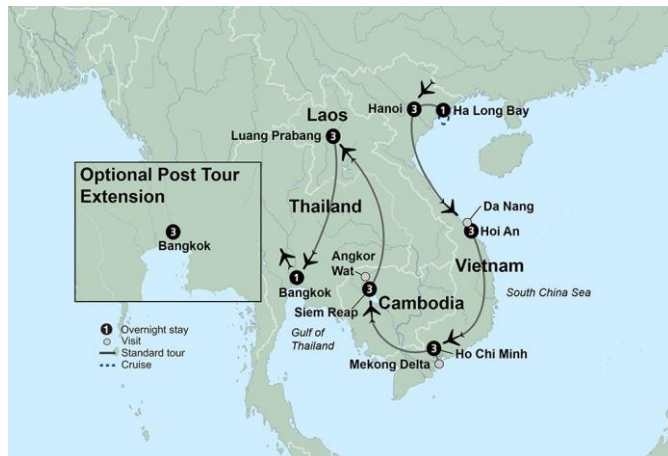 Hanoi
3
1
Ha Long Bay
Laos
Luang Prabang
3
Optional Post Tour
Extension
3
Bangkok
Thailand
Da Nang
3
Hoi An
Angkor
Wat
Vietnam
1
Bangkok
3
Siem Reap
Cambodia
South China Sea
Gulf of
Thailand
3
Ho Chi Minh
Mekong Delta
1 Overnight stay
Visit
Standard tour
Cruise